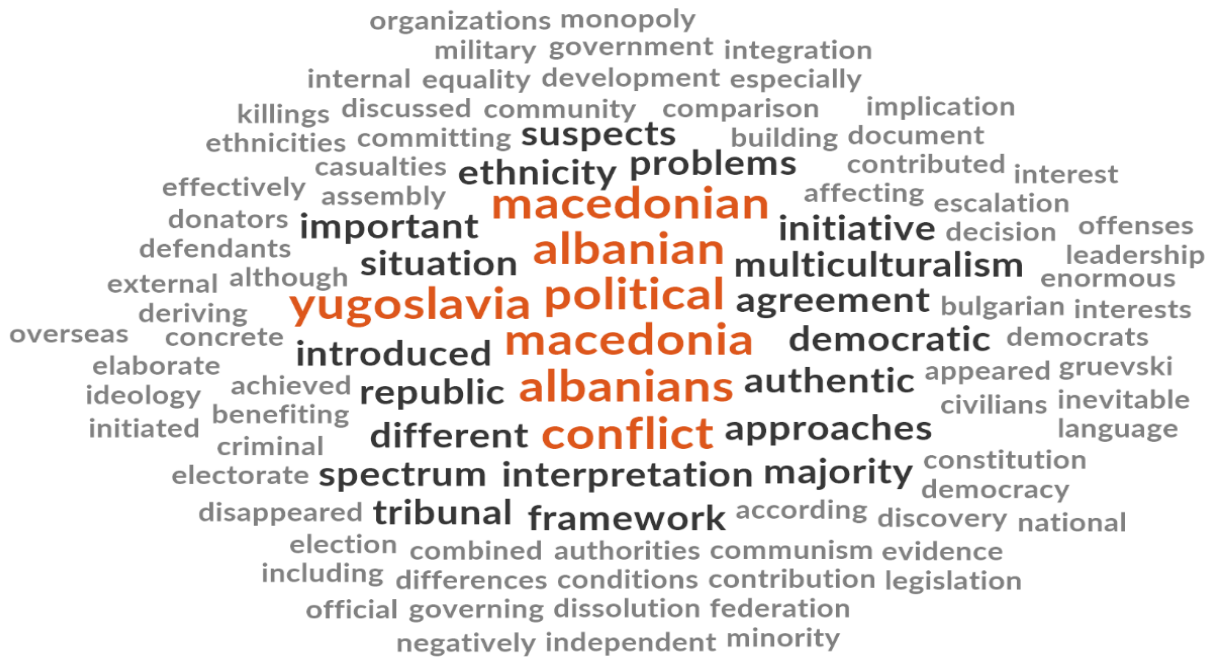 organizations monopoly
military government integration
internal equality development especially
killings discussed community comparison implication
ethnicities committing suspects building document
casualties ethnicity problems contributed interest
effectively assembly macedonian affecting escalation
donators important albanian initiative decision offenses
defendants situation multiculturalism leadership
external although yugoslavia political agreement bulgarian interests enormous
deriving
overseas concrete introduced macedonia democratic democrats
elaborate republic albanians authentic appeared gruevski
ideology achieved
initiated benefiting different conflict approaches civilians inevitable
criminal language
electorate spectrum interpretation majority constitution
democracy
disappeared tribunal framework according discovery national
election combined authorities communism evidence
including differences conditions contribution legislation
official governing dissolution federation
negatively independent minority